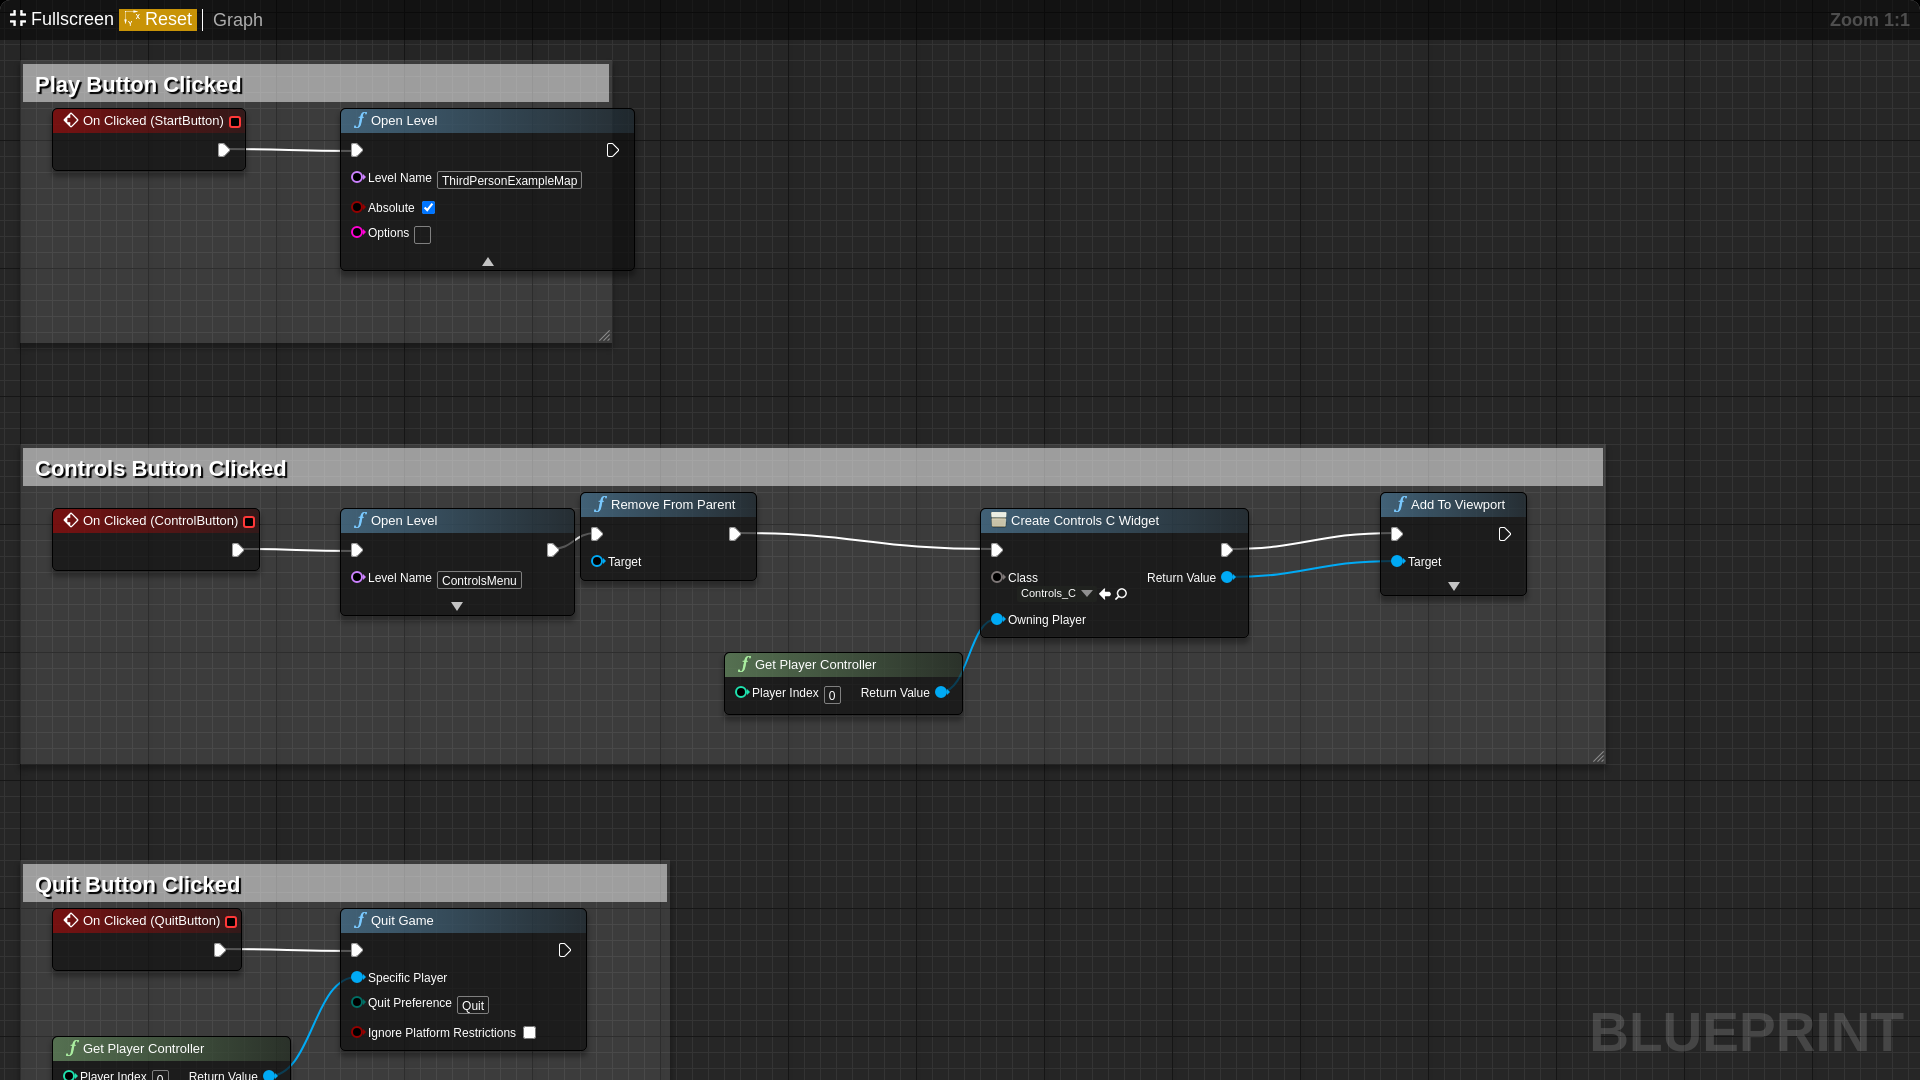 Fullscreen Reset Graph Zoom 1:1
Play Button Clicked
On Clicked (StartButton)
Open Level
Level Name ThirdPersonExampleMap
Absolute
Options
Controls Button Clicked
On Clicked (ControlButton)
Open Level
Level Name ControlsMenu
Remove From Parent
Target
Create Controls C Widget
Class Return Value
Controls_C
Owning Player
Add To Viewport
Target
Get Player Controller
Player Index 0 Return Value
Quit Button Clicked
On Clicked (QuitButton)
Quit Game
Specific Player
Quit Preference Quit
Ignore Platform Restrictions
Get Player Controller
Player Index 0 Return Value
BLUEPRINT